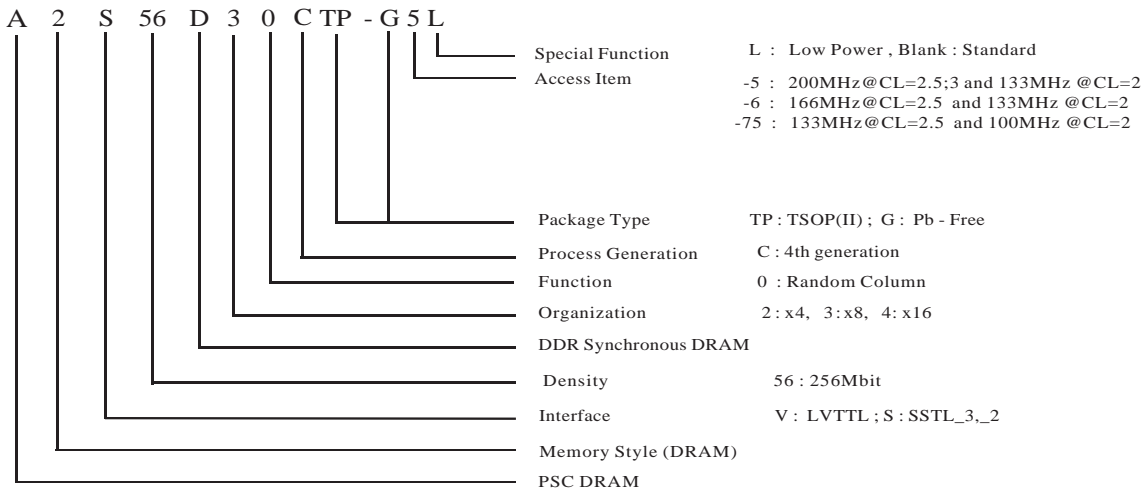 A 2 S 56 D 3 0 C TP - G 5 L
Special Function L : Low Power , Blank : Standard
Access Item -5 : 200MHz@CL=2.5;3 and 133MHz @CL=2
-6 : 166MHz@CL=2.5 and 133MHz @CL=2
-75 : 133MHz@CL=2.5 and 100MHz @CL=2
Package Type TP : TSOP(II) ; G : Pb - Free
Process Generation C : 4th generation
Function 0 : Random Column
Organization 2 : x4, 3 : x8, 4 : x16
DDR Synchronous DRAM
Density 56 : 256Mbit
Interface V : LVTTL ; S : SSTL_3,_2
Memory Style (DRAM)
PSC DRAM